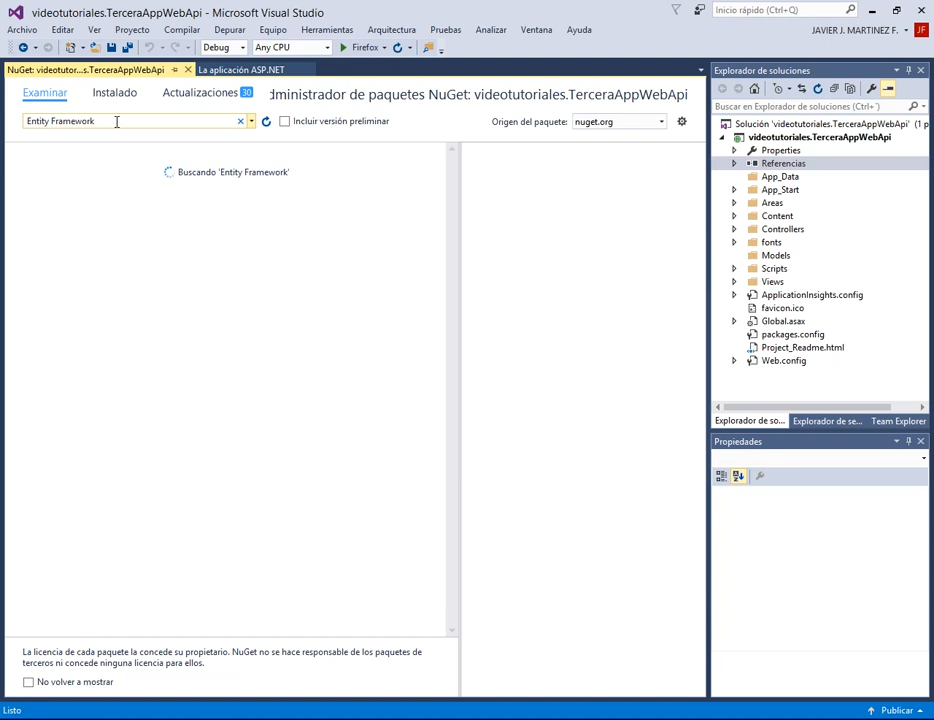 videotutoriales.TerceraAppWebApi - Microsoft Visual Studio
Inicio rápido (Ctrl+Q)
Archivo Editar Ver Proyecto Compilar Depurar Equipo Herramientas Arquitectura Pruebas Analizar Ventana Ayuda
JAVIER J. MARTINEZ F. JF
Debug Any CPU Firefox
NuGet: videotutor...s.TerceraAppWebApi
La aplicación ASP.NET
Examinar Instalado Actualizaciones 30
dministrador de paquetes NuGet: videotutoriales.TerceraAppWebApi
Entity Framework
Incluir versión preliminar
Origen del paquete: nuget.org
Buscando 'Entity Framework'
La licencia de cada paquete la concede su propietario. NuGet no se hace responsable de los paquetes de
terceros ni concede ninguna licencia para ellos.
No volver a mostrar
Explorador de soluciones
Buscar en Explorador de soluciones (Ctrl+´)
Solución 'videotutoriales.TerceraAppWebApi' (1 p
videotutoriales.TerceraAppWebApi
Properties
Referencias
App_Data
App_Start
Areas
Content
Controllers
fonts
Models
Scripts
Views
ApplicationInsights.config
favicon.ico
Global.asax
packages.config
Project_Readme.html
Web.config
Explorador de so... Explorador de se... Team Explorer
Propiedades
Listo
Publicar